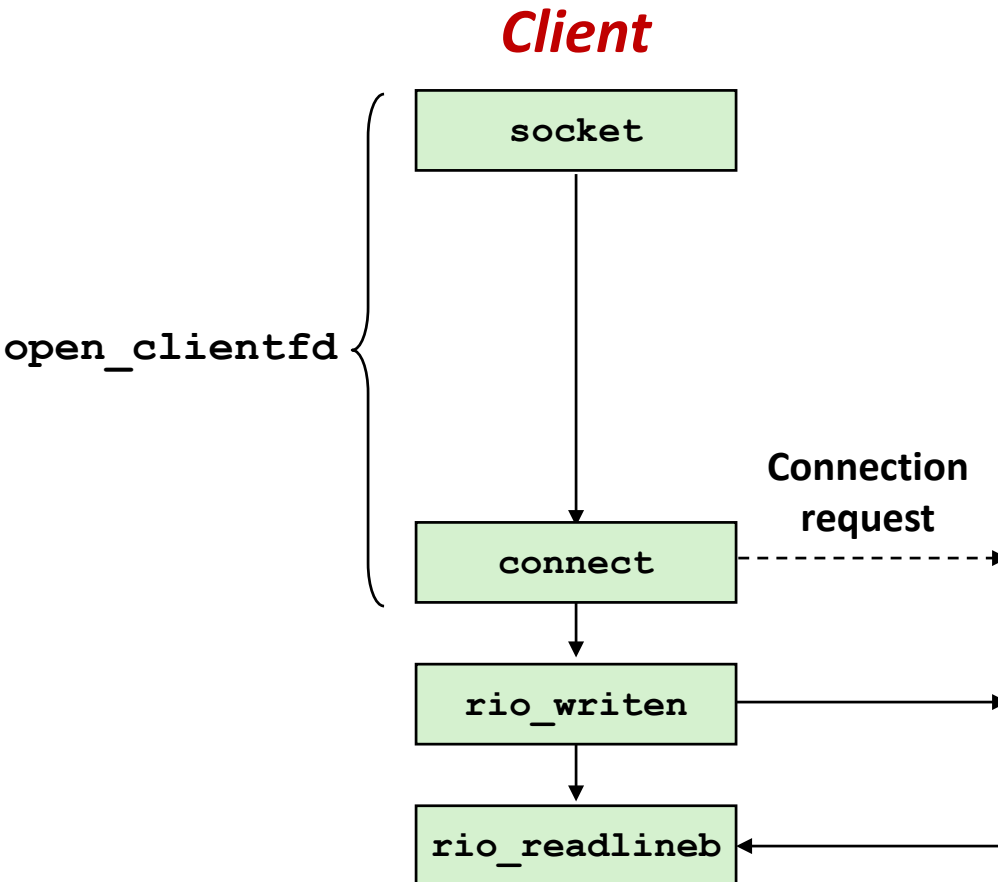 Client
socket
open_clientfd
Connection
request
connect
rio_writen
rio_readlineb